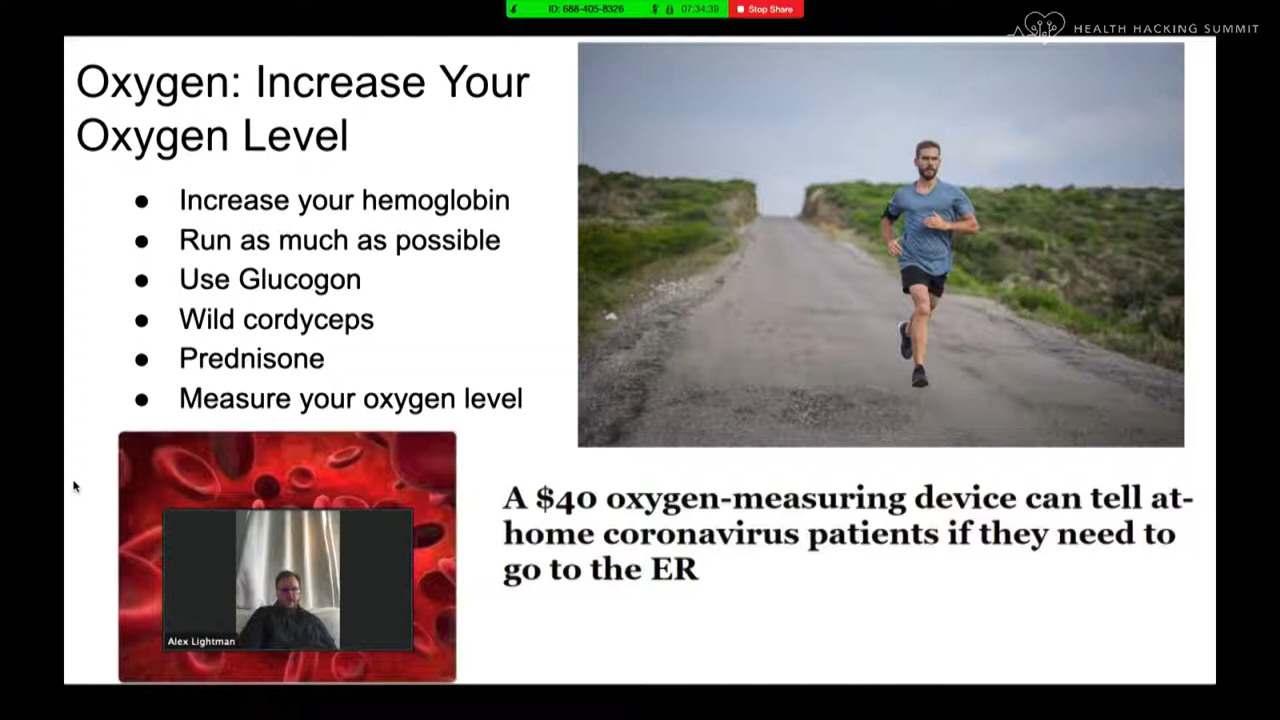 ID: 688-405-8326
07:34:39
Stop Share
HEALTH HACKING SUMMIT
Oxygen: Increase Your
Oxygen Level
● Increase your hemoglobin
● Run as much as possible
● Use Glucogon
● Wild cordyceps
● Prednisone
● Measure your oxygen level
A $40 oxygen-measuring device can tell at-
home coronavirus patients if they need to
go to the ER
Alex Lightman